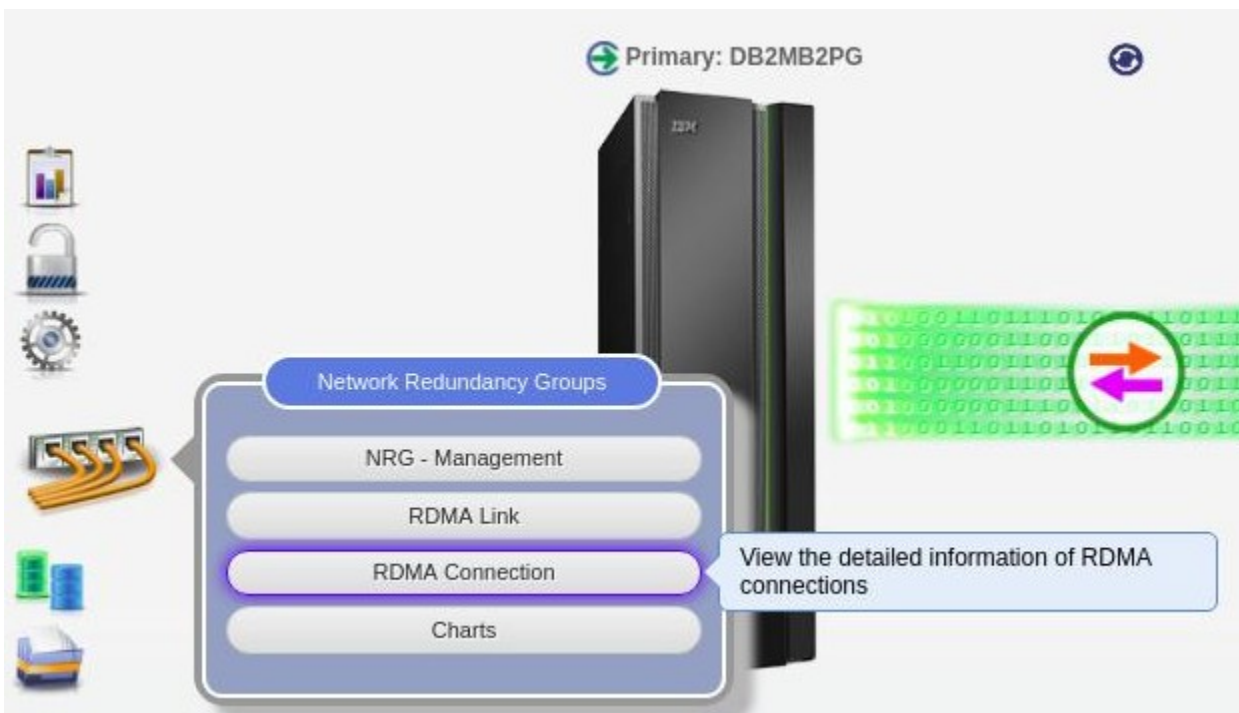 Primary: DB2MB2PG
IBM
Network Redundancy Groups
NRG - Management
RDMA Link
RDMA Connection
View the detailed information of RDMA
connections
Charts